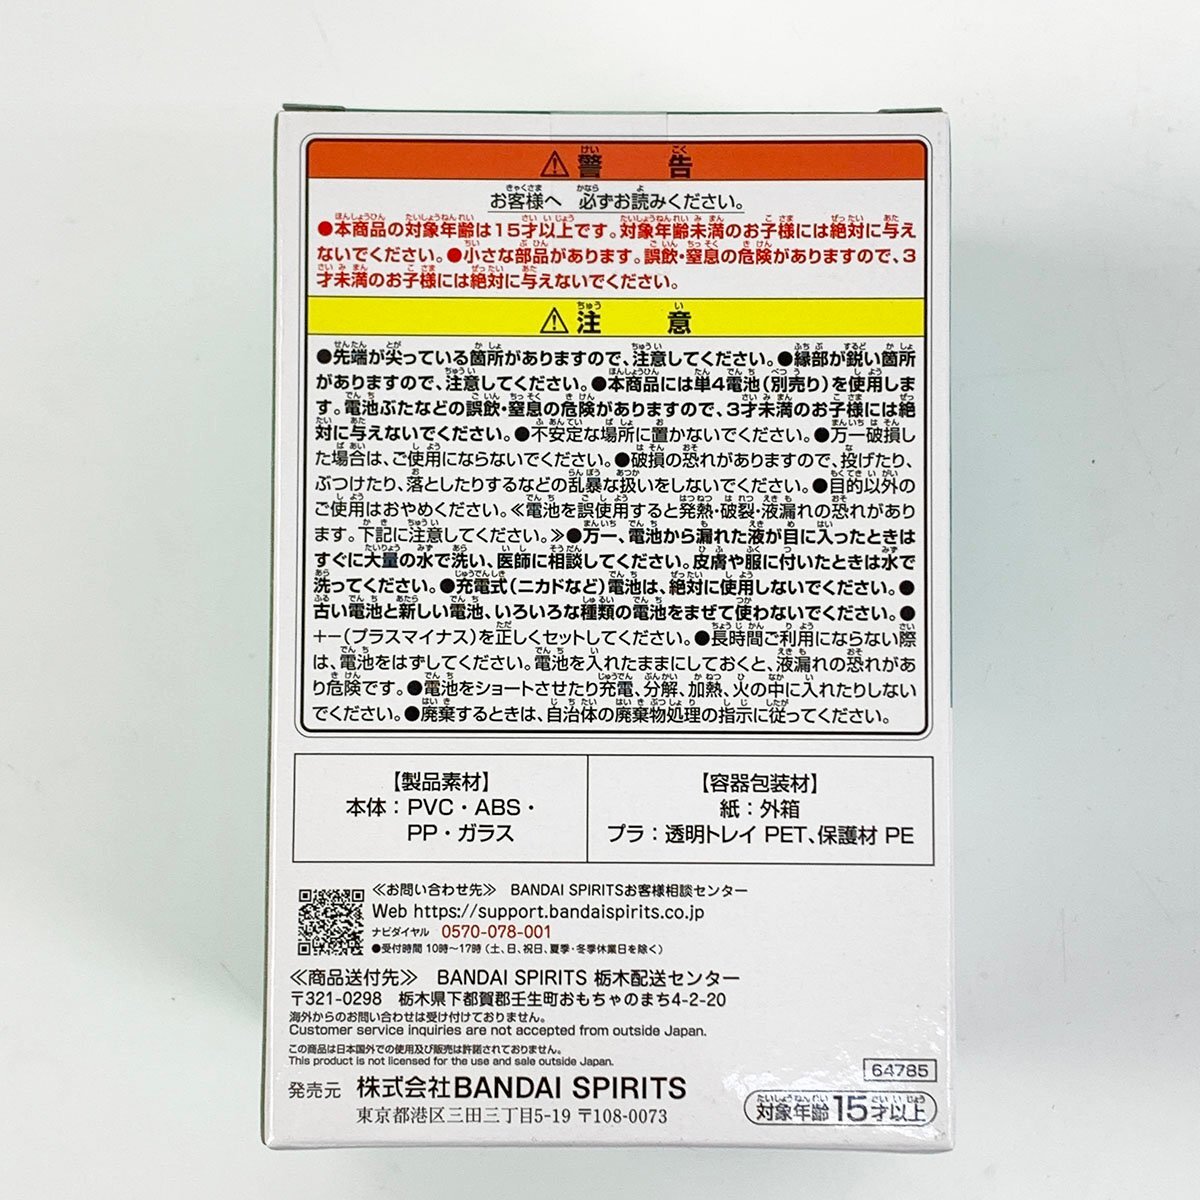 ⚠警告
お客様へ 必ずお読みください。
●本商品の対象年齢は15才以上です。対象年齢未満のお子様には絶対に与え
ないでください。●小さな部品があります。誤飲・窒息の危険がありますので、3
才未満のお子様には絶対に与えないでください。
⚠注意
●先端が尖っている箇所がありますので、注意してください。●縁部が鋭い箇所
がありますので、注意してください。●本商品には単4電池(別売り)を使用しま
す。電池ぶたなどの誤飲・窒息の危険がありますので、3才未満のお子様には絶
対に与えないでください。●不安定な場所に置かないでください。●万一破損し
た場合は、ご使用にならないでください。●破損の恐れがありますので、投げたり、
ぶつけたり、落としたりするなどの乱暴な扱いをしないでください。●目的以外の
ご使用はおやめください。≪電池を誤使用すると発熱・破裂・液漏れの恐れがあり
ます。下記に注意してください。≫●万一、電池から漏れた液が目に入ったときは
すぐに大量の水で洗い、医師に相談してください。皮膚や服に付いたときは水で
洗ってください。●充電式(ニカドなど)電池は、絶対に使用しないでください。●
古い電池と新しい電池、いろいろな種類の電池をまぜて使わないでください。●
+−(プラスマイナス)を正しくセットしてください。●長時間ご利用にならない際
は、電池をはずしてください。電池を入れたままにしておくと、液漏れの恐れがあ
り危険です。●電池をショートさせたり充電、分解、加熱、火の中に入れたりしない
でください。●廃棄するときは、自治体の廃棄物処理の指示に従ってください。
【製品素材】
本体：PVC・ABS・
PP・ガラス
【容器包装材】
紙：外箱
プラ：透明トレイ PET、保護材 PE
≪お問い合わせ先≫ BANDAI SPIRITSお客様相談センター
Web https://support.bandaispirits.co.jp
ナビダイヤル 0570-078-001
●受付時間 10時〜17時(土、日、祝日、夏季・冬季休業日を除く)
≪商品送付先≫ BANDAI SPIRITS 栃木配送センター
〒321-0298 栃木県下都賀郡壬生町おもちゃのまち4-2-20
海外からのお問い合わせは受け付けておりません。
Customer service inquiries are not accepted from outside Japan.
この商品は日本国外での使用及び販売は許諾されておりません。
This product is not licensed for the use and sale outside Japan.
発売元 株式会社BANDAI SPIRITS
東京都港区三田三丁目5-19 〒108-0073
64785
対象年齢15才以上